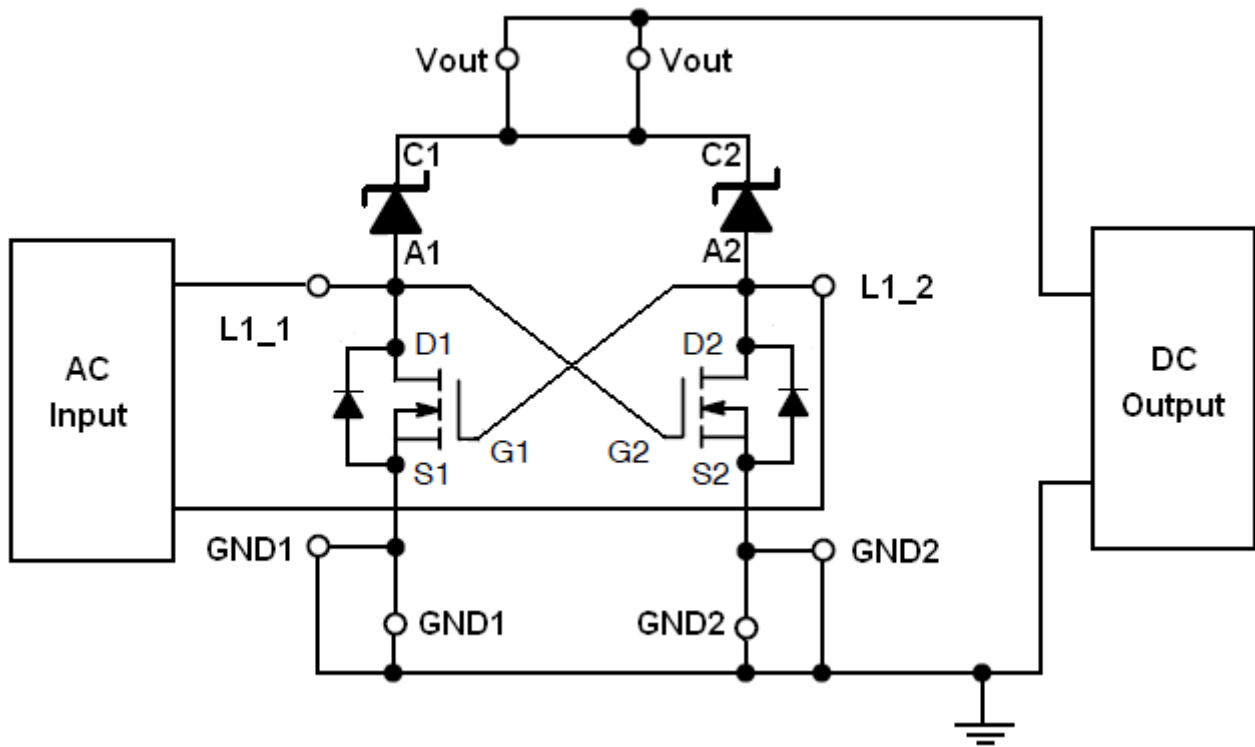 Vout
Vout
C1
C2
A1
A2
L1_1
L1_2
AC
Input
D1
D2
DC
Output
G1
G2
S1
S2
GND1
GND2
GND1
GND2